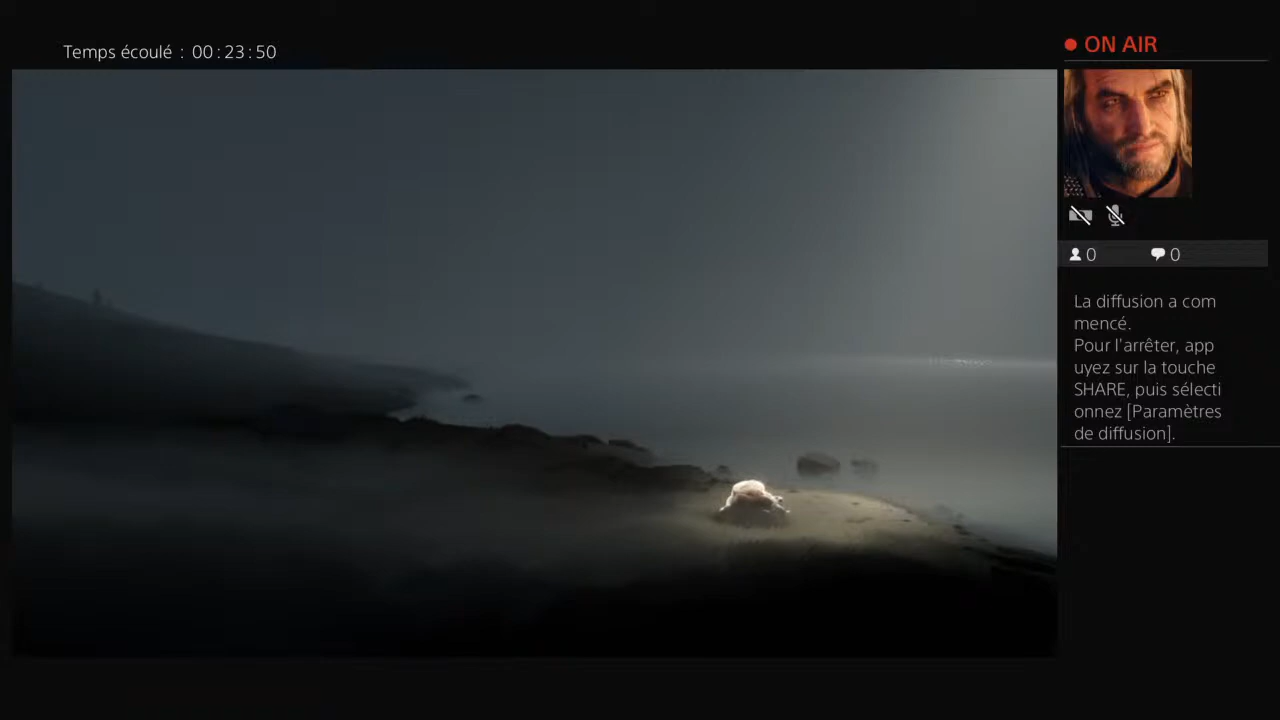 Temps écoulé : 00:23:50
ON AIR
0 0
La diffusion a com
mencé.
Pour l'arrêter, app
uyez sur la touche
SHARE, puis sélecti
onnez [Paramètres
de diffusion].